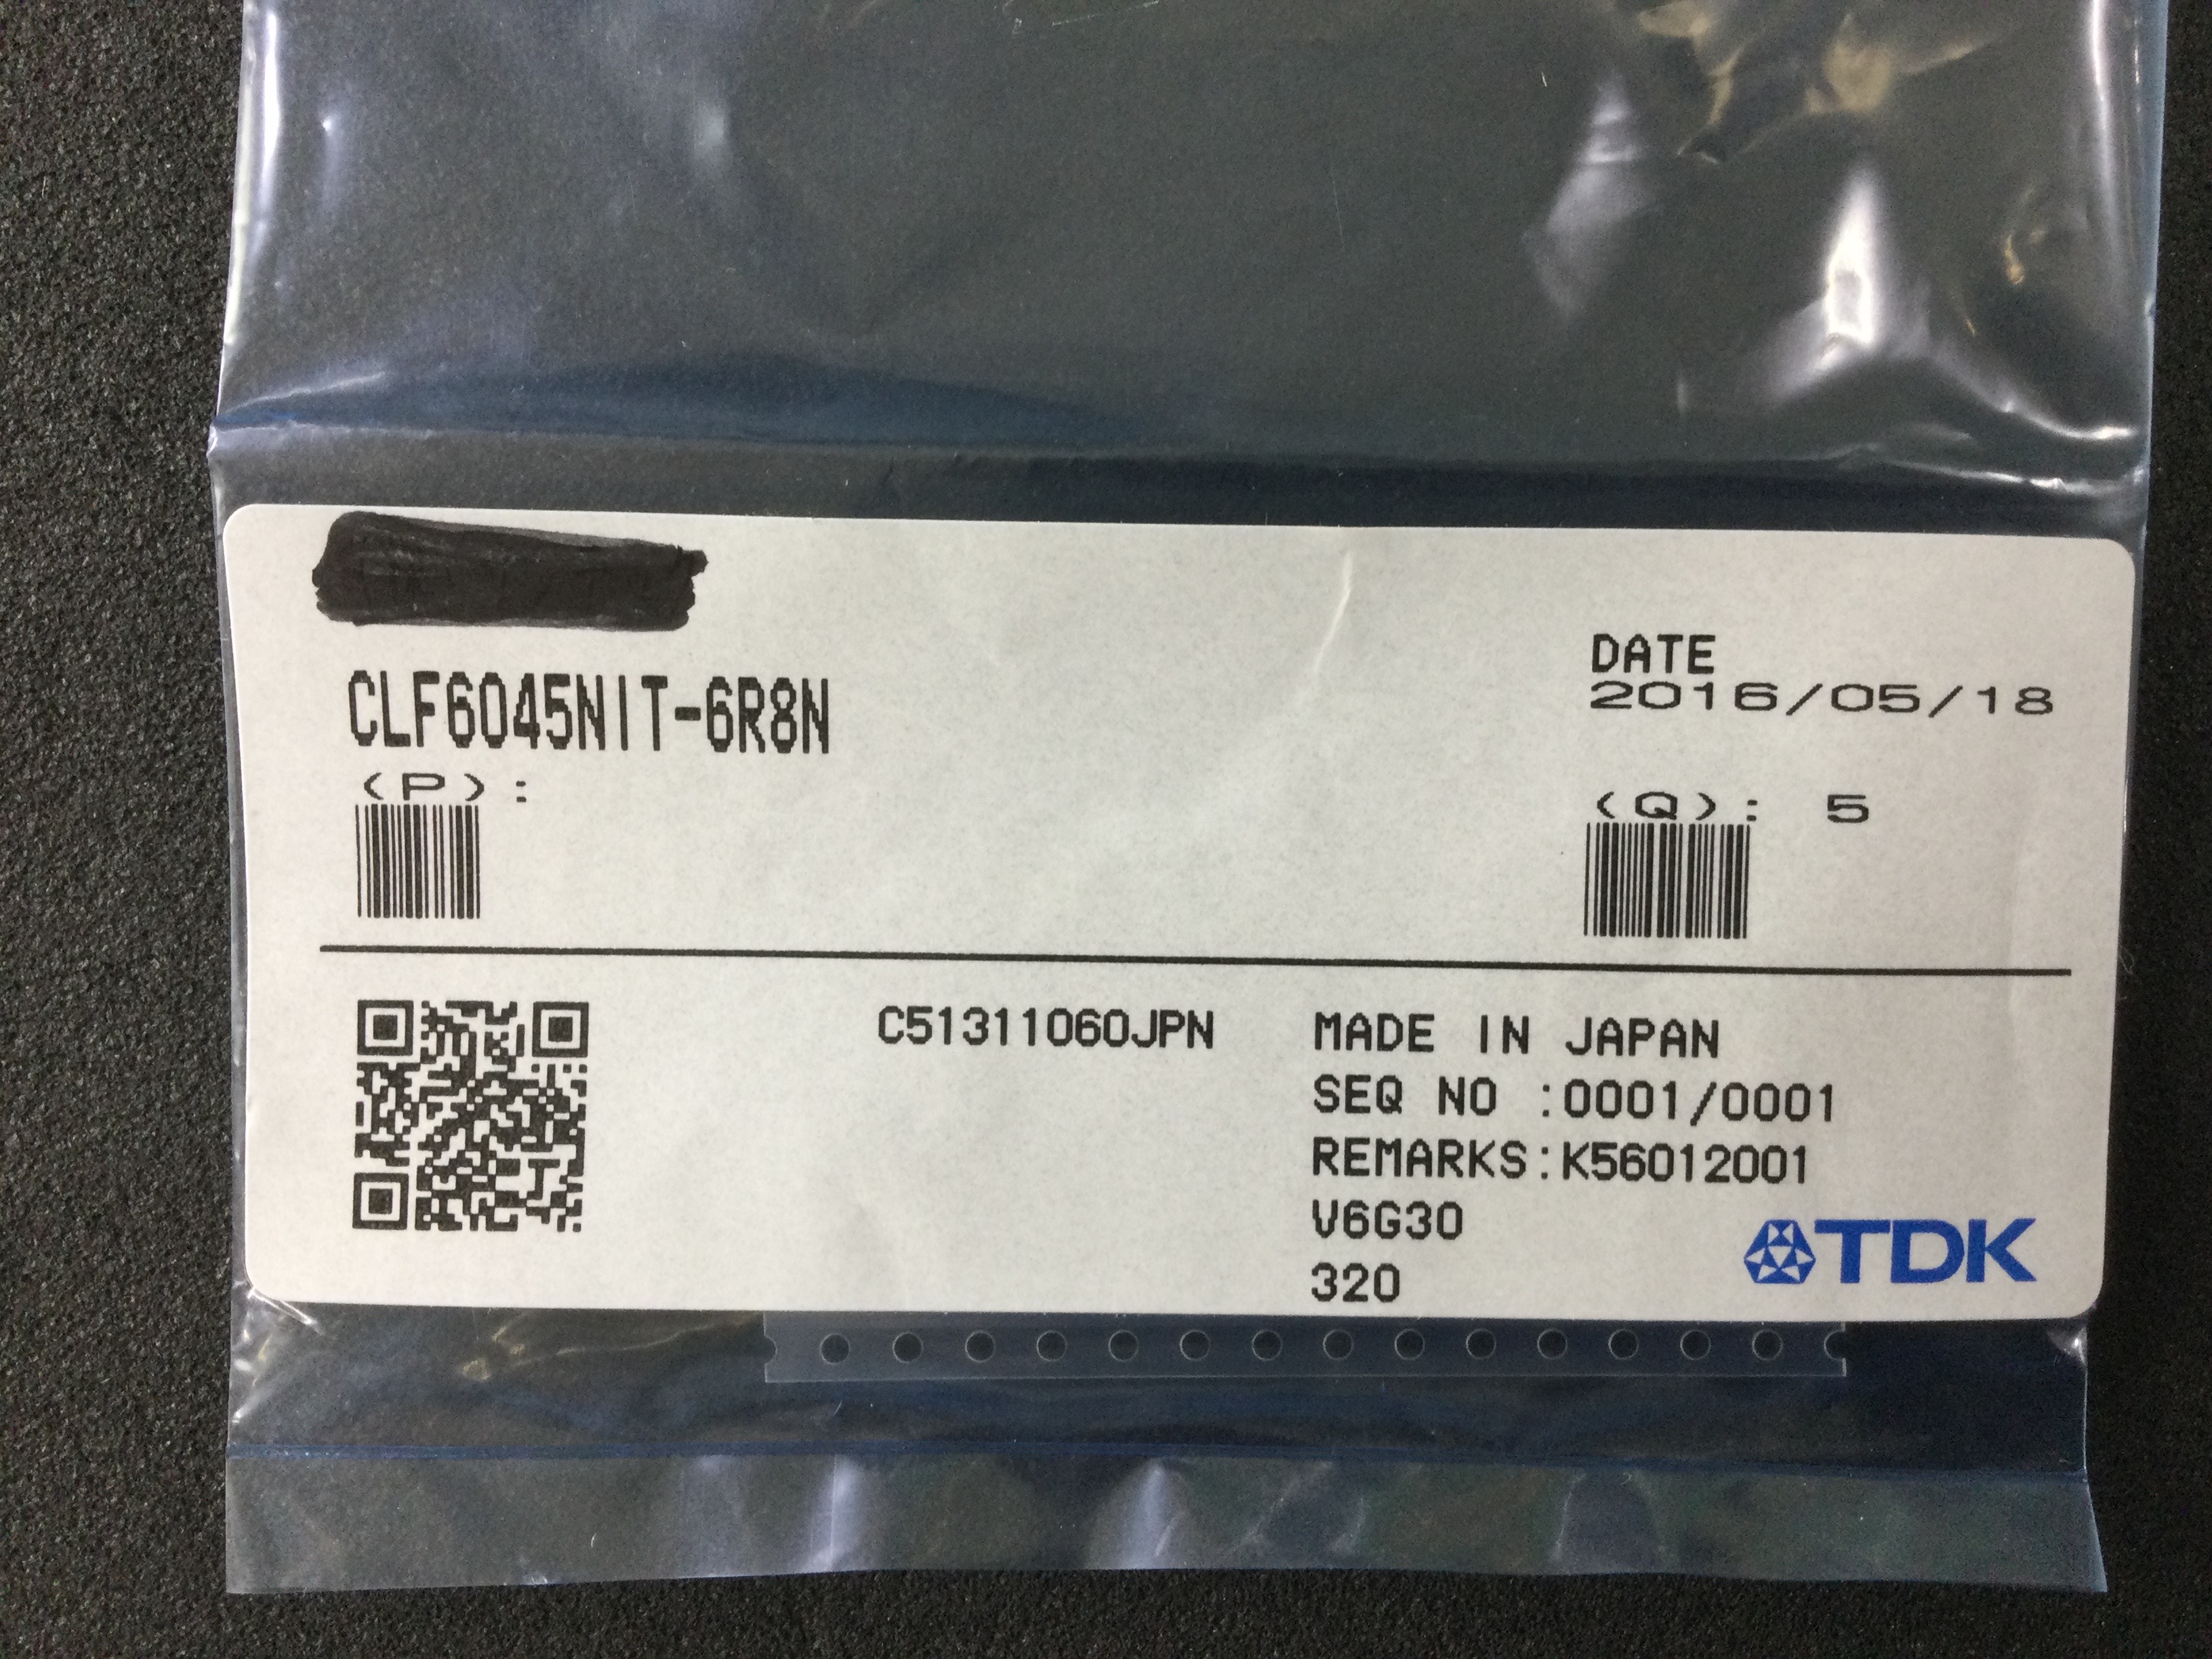 CLF6045NIT-6R8N
DATE
2016/05/18
(P):
(Q): 5
C51311060JPN
MADE IN JAPAN
SEQ NO :0001/0001
REMARKS:K56012001
V6G30
320
TDK